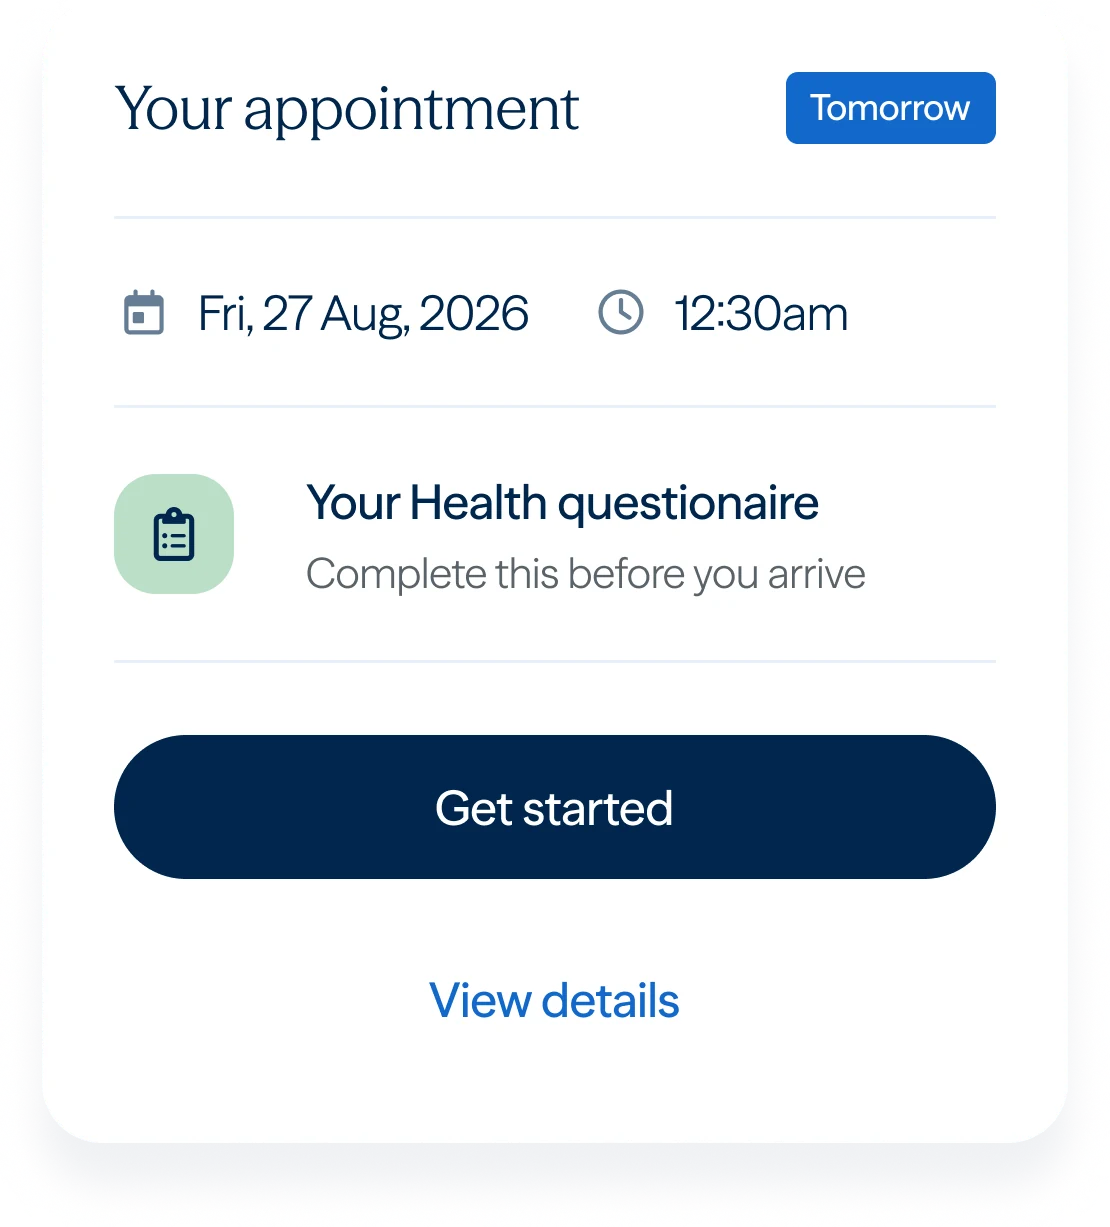 Your appointment
Tomorrow
Fri, 27 Aug, 2026
12:30am
Your Health questionaire
Complete this before you arrive
Get started
View details